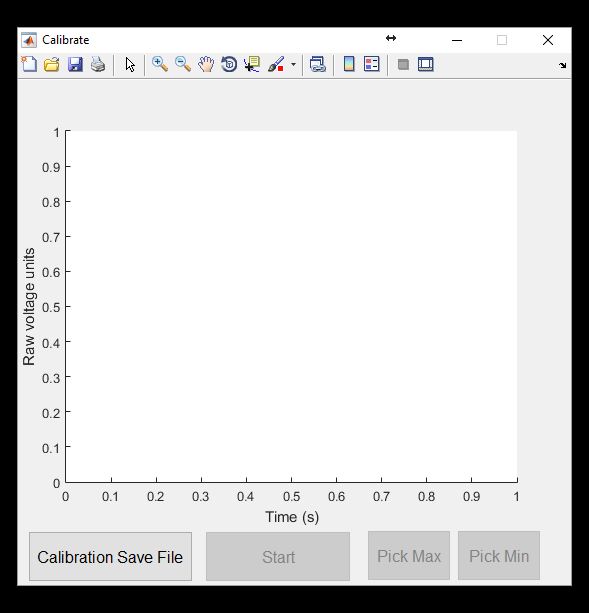 Calibrate
1
0.9
0.8
0.7
0.6
0.5
0.4
0.3
0.2
0.1
0
Raw voltage units
0 0.1 0.2 0.3 0.4 0.5 0.6 0.7 0.8 0.9 1
Time (s)
Calibration Save File Start Pick Max Pick Min